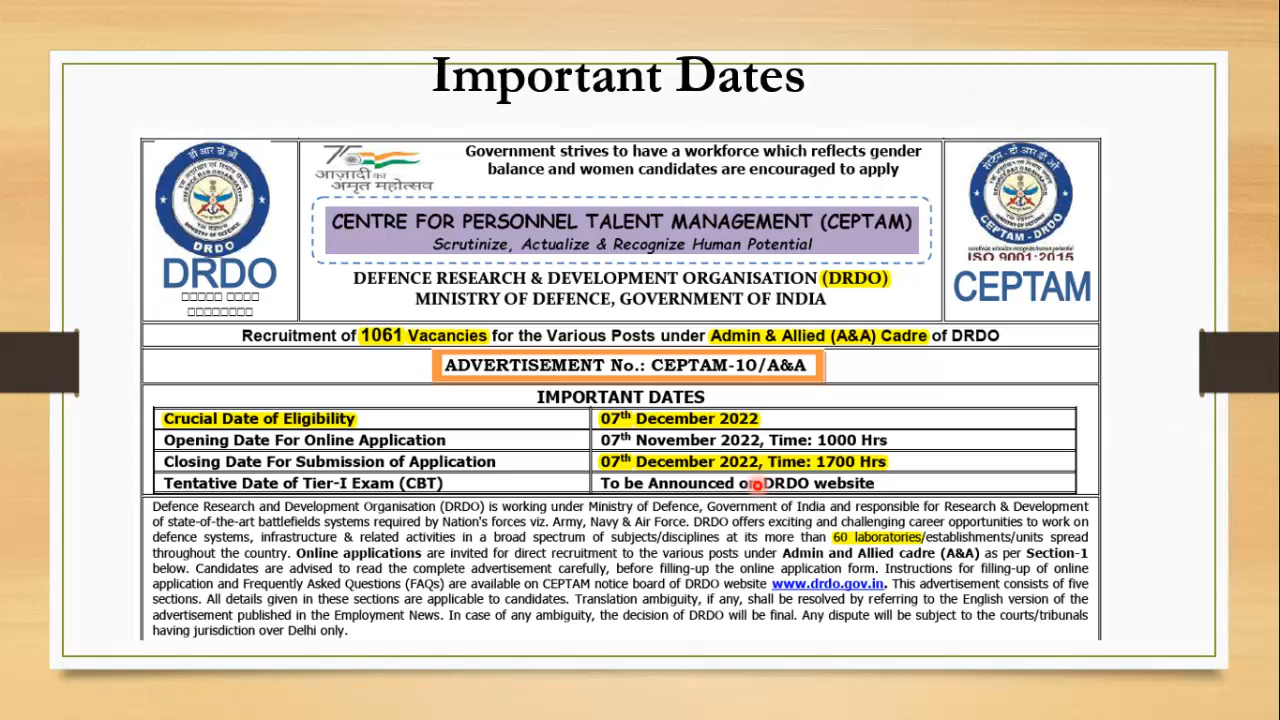 Important Dates
Government strives to have a workforce which reflects gender
balance and women candidates are encouraged to apply
आज़ादी का
अमृत महोत्सव
CENTRE FOR PERSONNEL TALENT MANAGEMENT (CEPTAM)
Scrutinize, Actualize & Recognize Human Potential
DRDO
DRDO
CEPTAM - DRDO
ISO 9001:2015
CEPTAM
DEFENCE RESEARCH & DEVELOPMENT ORGANISATION (DRDO)
MINISTRY OF DEFENCE, GOVERNMENT OF INDIA
Recruitment of 1061 Vacancies for the Various Posts under Admin & Allied (A&A) Cadre of DRDO
ADVERTISEMENT No.: CEPTAM-10/A&A
IMPORTANT DATES
Crucial Date of Eligibility 07th December 2022
Opening Date For Online Application 07th November 2022, Time: 1000 Hrs
Closing Date For Submission of Application 07th December 2022, Time: 1700 Hrs
Tentative Date of Tier-I Exam (CBT) To be Announced on DRDO website
Defence Research and Development Organisation (DRDO) is working under Ministry of Defence, Government of India and responsible for Research & Development
of state-of-the-art battlefields systems required by Nation's forces viz. Army, Navy & Air Force. DRDO offers exciting and challenging career opportunities to work on
defence systems, infrastructure & related activities in a broad spectrum of subjects/disciplines at its more than 60 laboratories/establishments/units spread
throughout the country. Online applications are invited for direct recruitment to the various posts under Admin and Allied cadre (A&A) as per Section-1
below. Candidates are advised to read the complete advertisement carefully, before filling-up the online application form. Instructions for filling-up of online
application and Frequently Asked Questions (FAQs) are available on CEPTAM notice board of DRDO website www.drdo.gov.in. This advertisement consists of five
sections. All details given in these sections are applicable to candidates. Translation ambiguity, if any, shall be resolved by referring to the English version of the
advertisement published in the Employment News. In case of any ambiguity, the decision of DRDO will be final. Any dispute will be subject to the courts/tribunals
having jurisdiction over Delhi only.